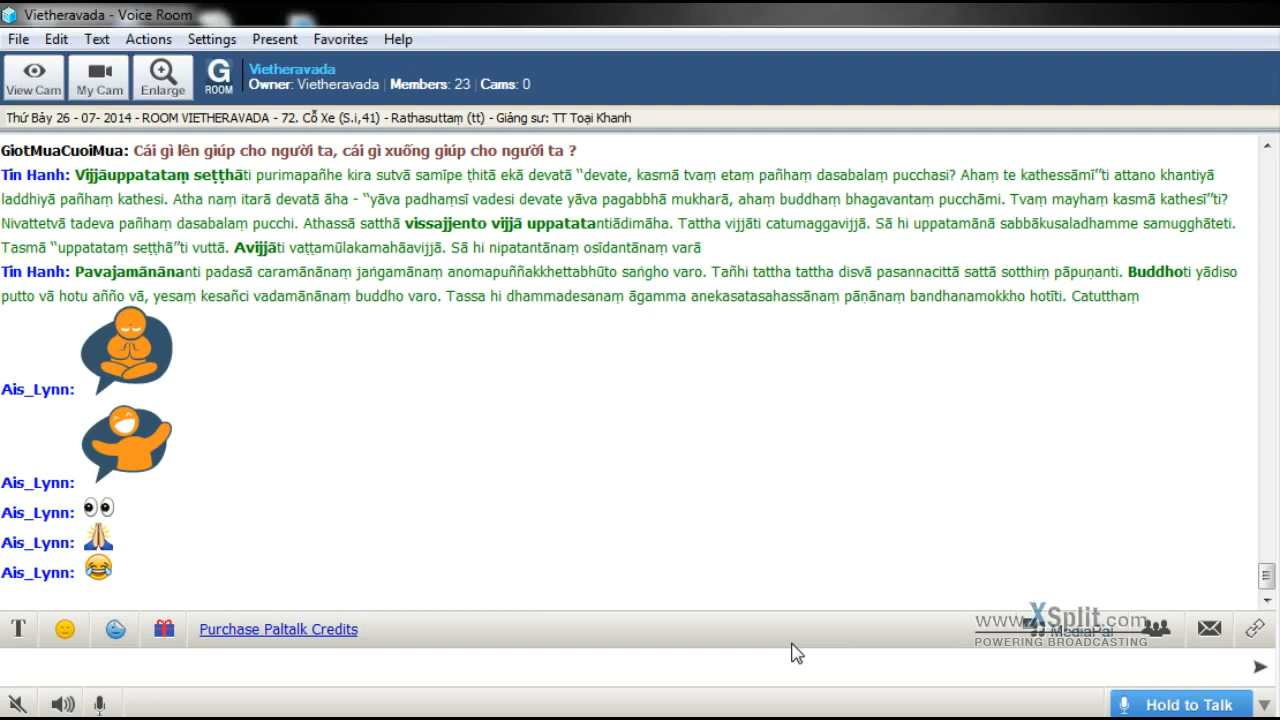 Vietheravada - Voice Room
File Edit Text Actions Settings Present Favorites Help
View Cam My Cam Enlarge G ROOM
Vietheravada
Owner: Vietheravada | Members: 23 | Cams: 0
Thứ Bảy 26 - 07- 2014 - ROOM VIETHERAVADA - 72. Cỗ Xe (S.i,41) - Rathasuttaṃ (tt) - Giảng sư: TT Toại Khanh
GiotMuaCuoiMua: Cái gì lên giúp cho người ta, cái gì xuống giúp cho người ta ?
Tin Hanh: Vijjāuppatataṃ seṭṭhāti purimapañhe kira sutvā samīpe ṭhitā ekā devatā “devate, kasmā tvaṃ etaṃ pañhaṃ dasabalaṃ pucchasi? Ahaṃ te kathessāmī”ti attano khantiyā
laddhiyā pañhaṃ kathesi. Atha naṃ itarā devatā āha - “yāva padhaṃsī vadesi devate yāva pagabbhā mukharā, ahaṃ buddhaṃ bhagavantaṃ pucchāmi. Tvaṃ mayhaṃ kasmā kathesī”ti?
Nivattetvā tadeva pañhaṃ dasabalaṃ pucchi. Athassā satthā vissajjento vijjā uppatatantiādimāha. Tattha vijjāti catumaggavijjā. Sā hi uppatamānā sabbākusaladhamme samugghāteti.
Tasmā “uppatataṃ seṭṭhā”ti vuttā. Avijjāti vaṭṭamūlakamahāavijjā. Sā hi nipatantānaṃ osīdantānaṃ varā
Tin Hanh: Pavajamānānanti padasā caramānānaṃ jaṅgamānaṃ anomapuññakkhettabhūto saṅgho varo. Tañhi tattha tattha disvā pasannacittā sattā sotthiṃ pāpuṇanti. Buddhoti yādiso
putto vā hotu añño vā, yesaṃ kesañci vadamānānaṃ buddho varo. Tassa hi dhammadesanaṃ āgamma anekasatasahassānaṃ pāṇānaṃ bandhanamokkho hotīti. Catutthaṃ
Ais_Lynn:
Ais_Lynn:
Ais_Lynn:
Ais_Lynn:
Ais_Lynn:
T Purchase Paltalk Credits
www.XSplit.com
MediaPal
POWERING BROADCASTING
Hold to Talk